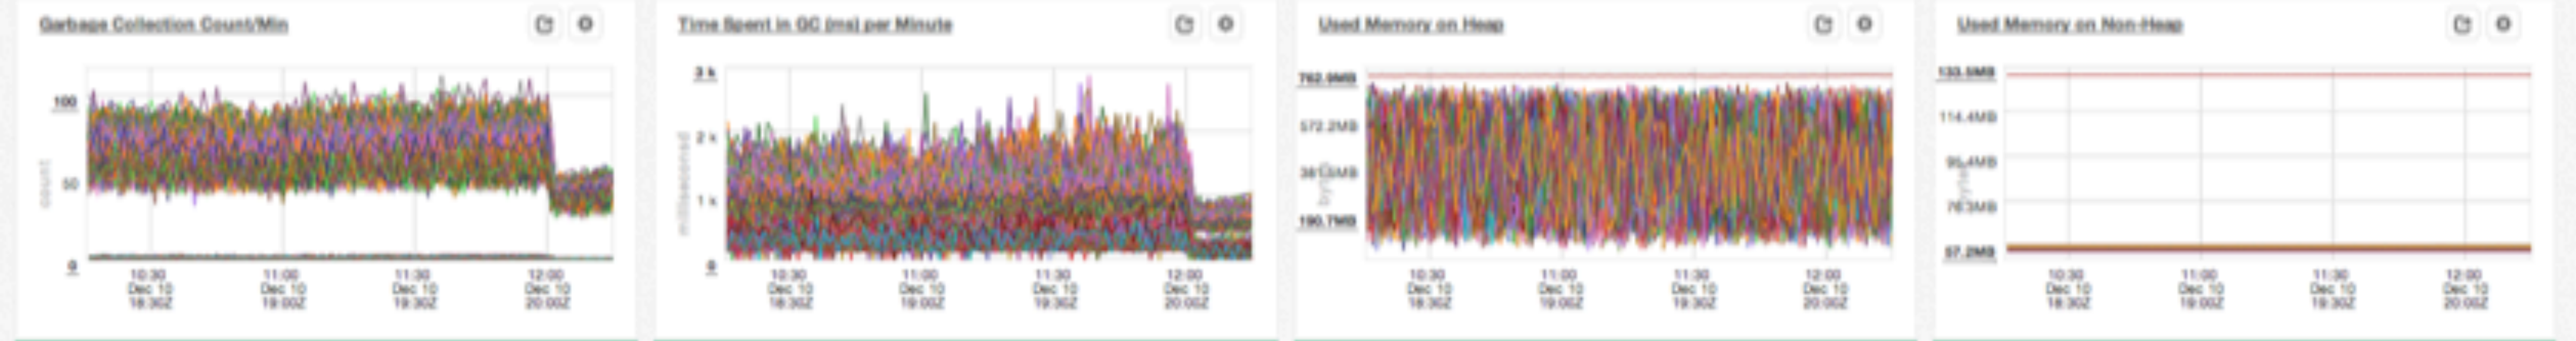 Garbage Collection Count/Min
100
50
0
count
10:30
Dec 10
18:30Z
11:00
Dec 10
19:00Z
11:30
Dec 10
19:30Z
12:00
Dec 10
20:00Z
Time Spent in GC (ms) per Minute
3 k
2 k
1 k
0
10:30
Dec 10
18:30Z
11:00
Dec 10
19:00Z
11:30
Dec 10
19:30Z
12:00
Dec 10
20:00Z
Used Memory on Heap
762.9MB
572.2MB
190.7MB
10:30
Dec 10
18:30Z
11:00
Dec 10
19:00Z
11:30
Dec 10
19:30Z
12:00
Dec 10
20:00Z
Used Memory on Non-Heap
133.5MB
114.4MB
57.2MB
10:30
Dec 10
18:30Z
11:00
Dec 10
19:00Z
11:30
Dec 10
19:30Z
12:00
Dec 10
20:00Z